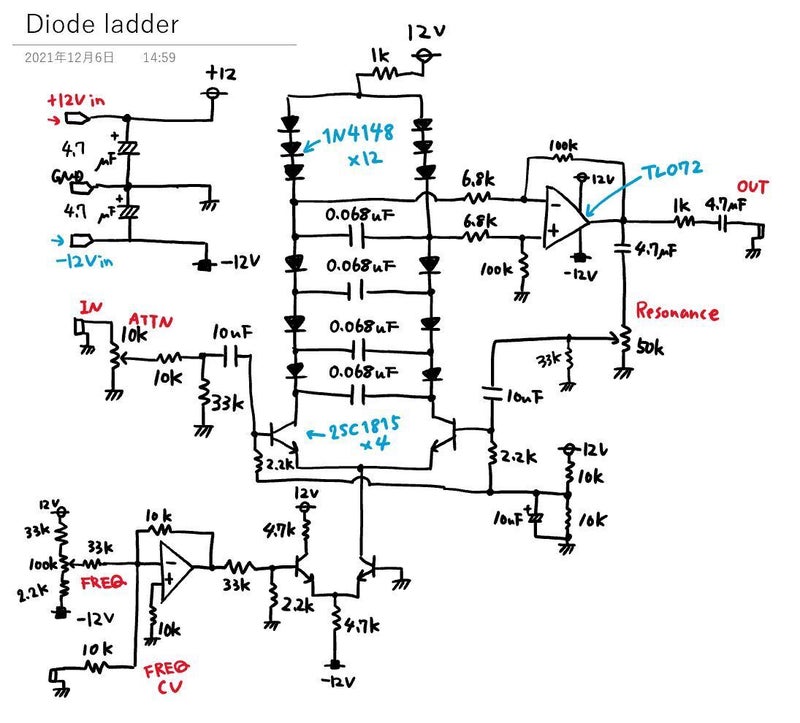 Diode ladder
2021年12月6日 14:59
+12
+12V in
4.7
μF
GND
4.7
μF
-12V in
-12V
12V
1k
1N4148
x12
100k
TL072
6.8k
12V
OUT
0.068uF
6.8k
1k
4.7μF
4.7μF
100k
-12V
0.068uF
Resonance
IN
ATTN
10k
10uF
0.068uF
33k
50k
10k
33k
0.068uF
10uF
2SC1815
x4
2.2k
2.2k
12V
10k
10uF
+
10k
12V
33k
100k
33k
FREQ
2.2k
-12V
10k
-
+
10k
33k
12V
4.7k
2.2k
4.7k
-12V
10k
FREQ
CV